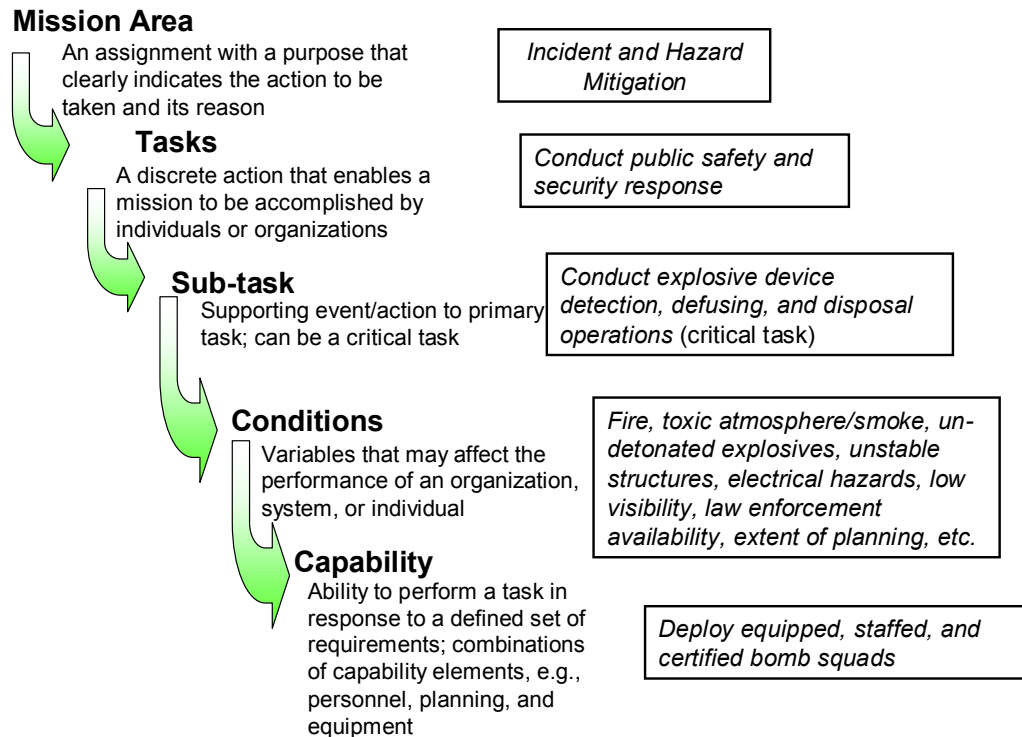 Mission Area
An assignment with a purpose that
clearly indicates the action to be
taken and its reason
Incident and Hazard
Mitigation
Tasks
A discrete action that enables a
mission to be accomplished by
individuals or organizations
Conduct public safety and
security response
Sub-task
Supporting event/action to primary
task; can be a critical task
Conduct explosive device
detection, defusing, and disposal
operations (critical task)
Conditions
Variables that may affect the
performance of an organization,
system, or individual
Fire, toxic atmosphere/smoke, un-
detonated explosives, unstable
structures, electrical hazards, low
visibility, law enforcement
availability, extent of planning, etc.
Capability
Ability to perform a task in
response to a defined set of
requirements; combinations
of capability elements, e.g.,
personnel, planning, and
equipment
Deploy equipped, staffed, and
certified bomb squads